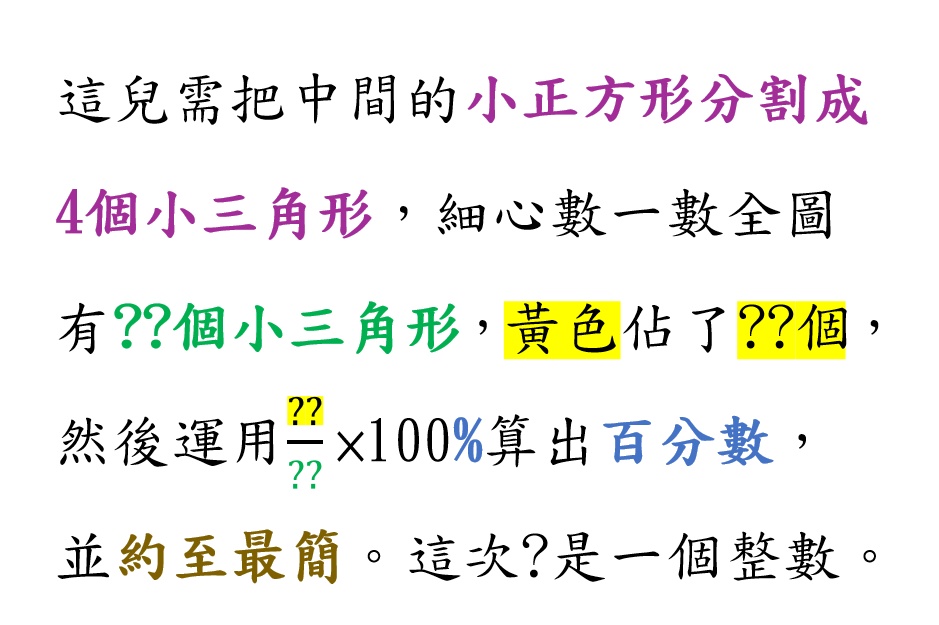 這兒需把中間的小正方形分割成
4個小三角形，細心數一數全圖
有??個小三角形，黃色佔了??個，
然後運用??/??×100%算出百分數，
並約至最簡。這次?是一個整數。